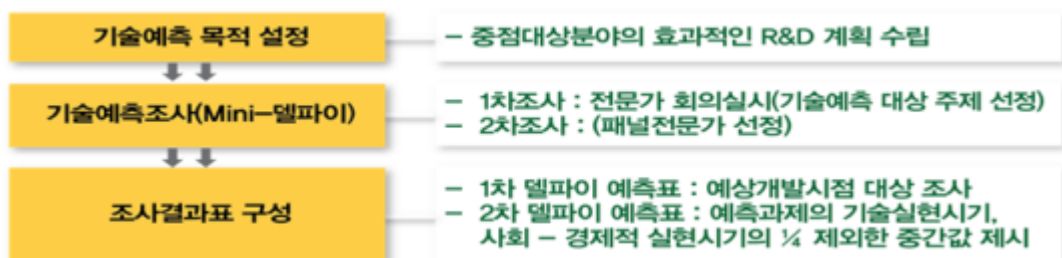 기술예측 목적 설정
– 중점대상분야의 효과적인 R&D 계획 수립
기술예측조사(Mini–델파이)
– 1차조사 : 전문가 회의실시(기술예측 대상 주제 선정)
– 2차조사 : (패널전문가 선정)
조사결과표 구성
– 1차 델파이 예측표 : 예상개발시점 대상 조사
– 2차 델파이 예측표 : 예측과제의 기술실현시기,
사회 – 경제적 실현시기의 ¼ 제외한 중간값 제시